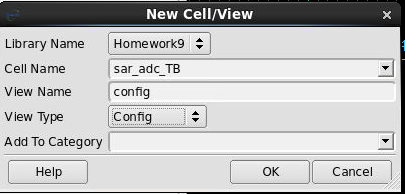 New Cell/View
Library Name Homework9
Cell Name sar_adc_TB
View Name config
View Type Config
Add To Category
Help OK Cancel